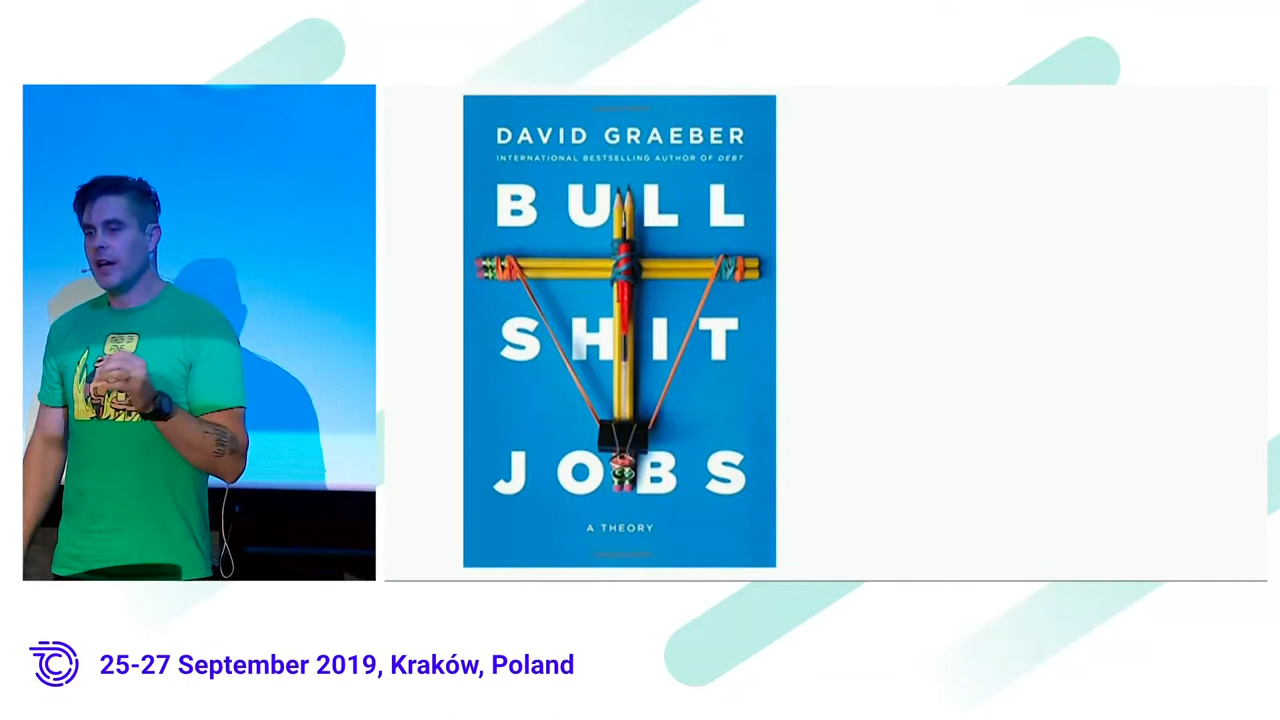 DAVID GRAEBER
INTERNATIONAL BESTSELLING AUTHOR OF DEBT
BULL
SHIT
JOBS
A THEORY
25-27 September 2019, Kraków, Poland